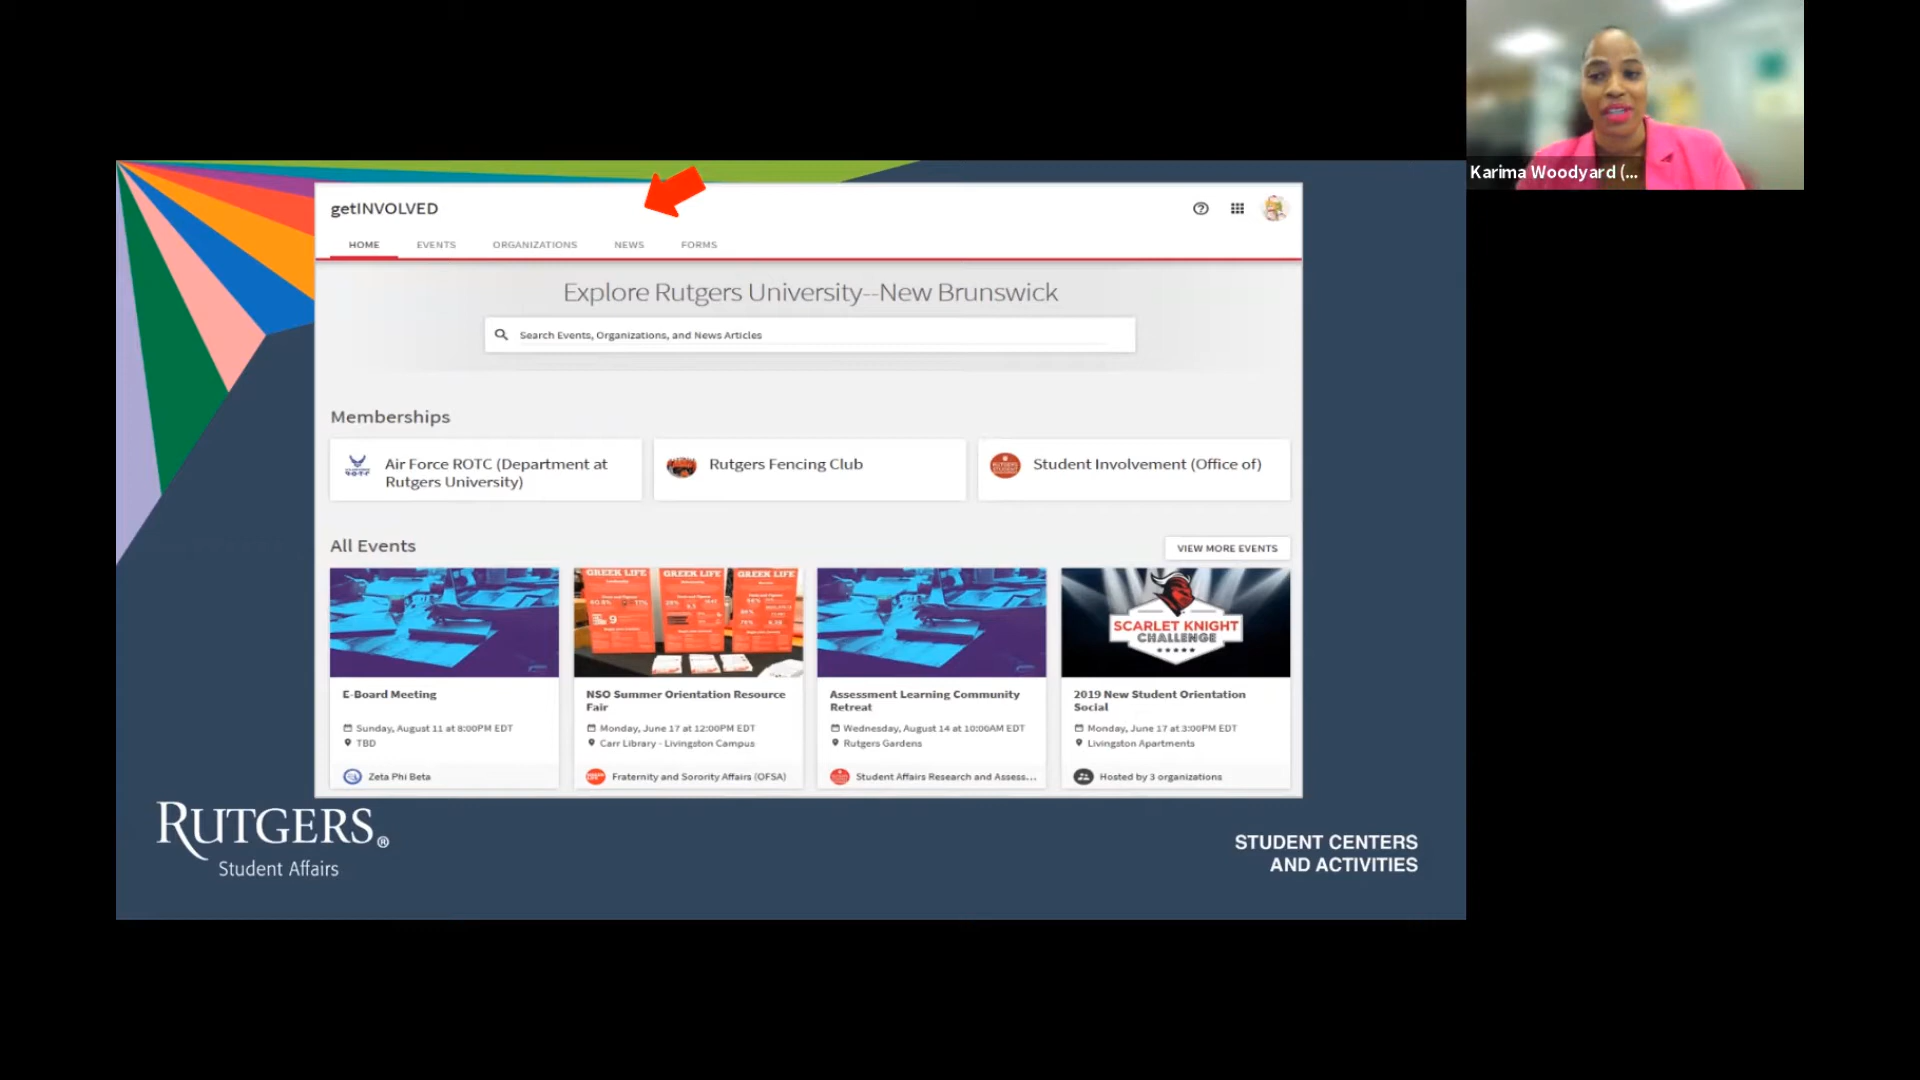 Karima Woodyard (...
getINVOLVED
HOME EVENTS ORGANIZATIONS NEWS FORMS
Explore Rutgers University--New Brunswick
Search Events, Organizations, and News Articles
Memberships
Air Force ROTC (Department at
Rutgers University)
Rutgers Fencing Club
Student Involvement (Office of)
All Events
VIEW MORE EVENTS
GREEK LIFE GREEK LIFE GREEK LIFE
SCARLET KNIGHT
CHALLENGE
E-Board Meeting
Sunday, August 11 at 8:00PM EDT
TBD
Zeta Phi Beta
NSO Summer Orientation Resource
Fair
Monday, June 17 at 12:00PM EDT
Carr Library - Livingston Campus
Fraternity and Sorority Affairs (OFSA)
Assessment Learning Community
Retreat
Wednesday, August 14 at 10:00AM EDT
Rutgers Gardens
Student Affairs Research and Assess...
2019 New Student Orientation
Social
Monday, June 17 at 3:00PM EDT
Livingston Apartments
Hosted by 3 organizations
RUTGERS®
Student Affairs
STUDENT CENTERS
AND ACTIVITIES